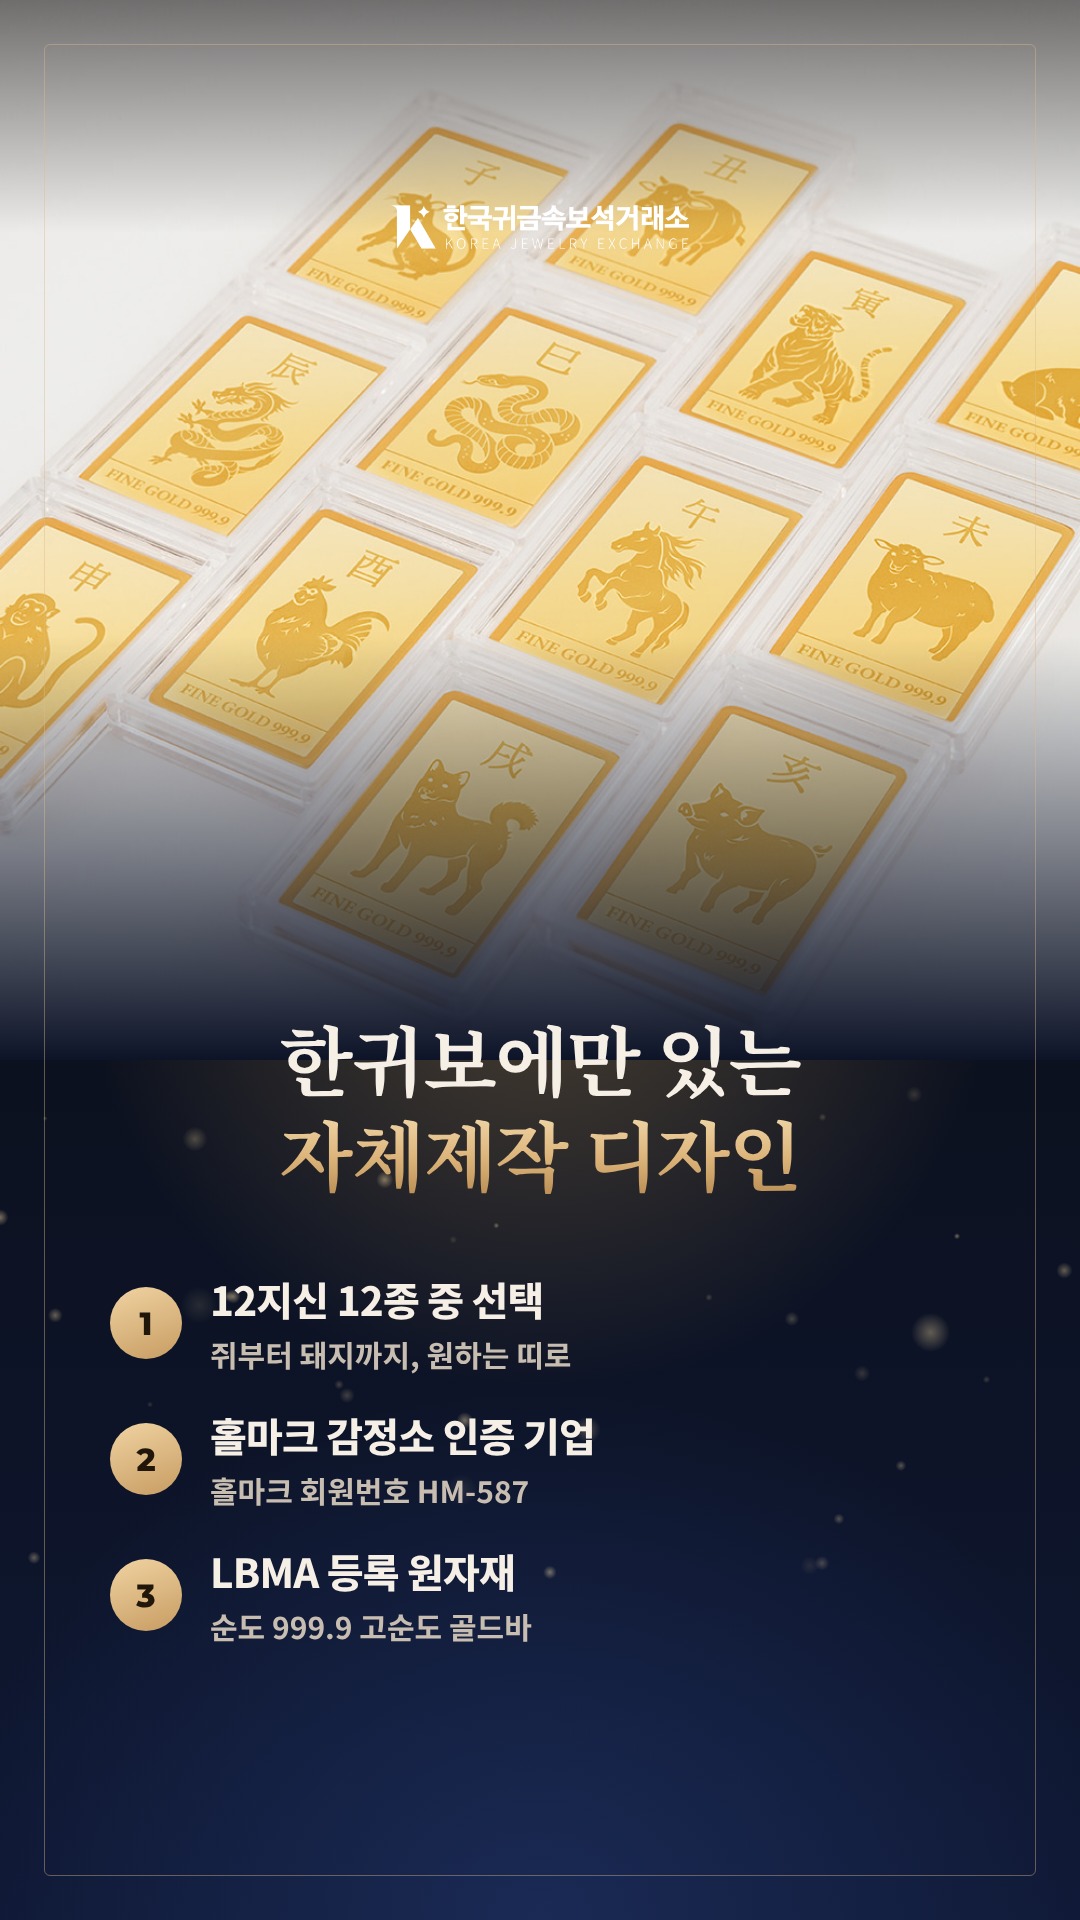 子
丑
한국귀금속보석거래소
KOREA JEWELRY EXCHANGE
FINE GOLD 999.9
FINE GOLD 999.9
寅
FINE GOLD 999.9
FINE GOLD 99
辰
FINE GOLD 999.9
巳
FINE GOLD 999.9
午
FINE GOLD 999.9
未
FINE GOLD 999.9
申
9.9
酉
FINE GOLD 999.9
戌
FINE GOLD 999.9
亥
FINE GOLD 999.9
한귀보에만 있는
자체제작 디자인
1
12지신 12종 중 선택
쥐부터 돼지까지, 원하는 띠로
2
홀마크 감정소 인증 기업
홀마크 회원번호 HM-587
3
LBMA 등록 원자재
순도 999.9 고순도 골드바